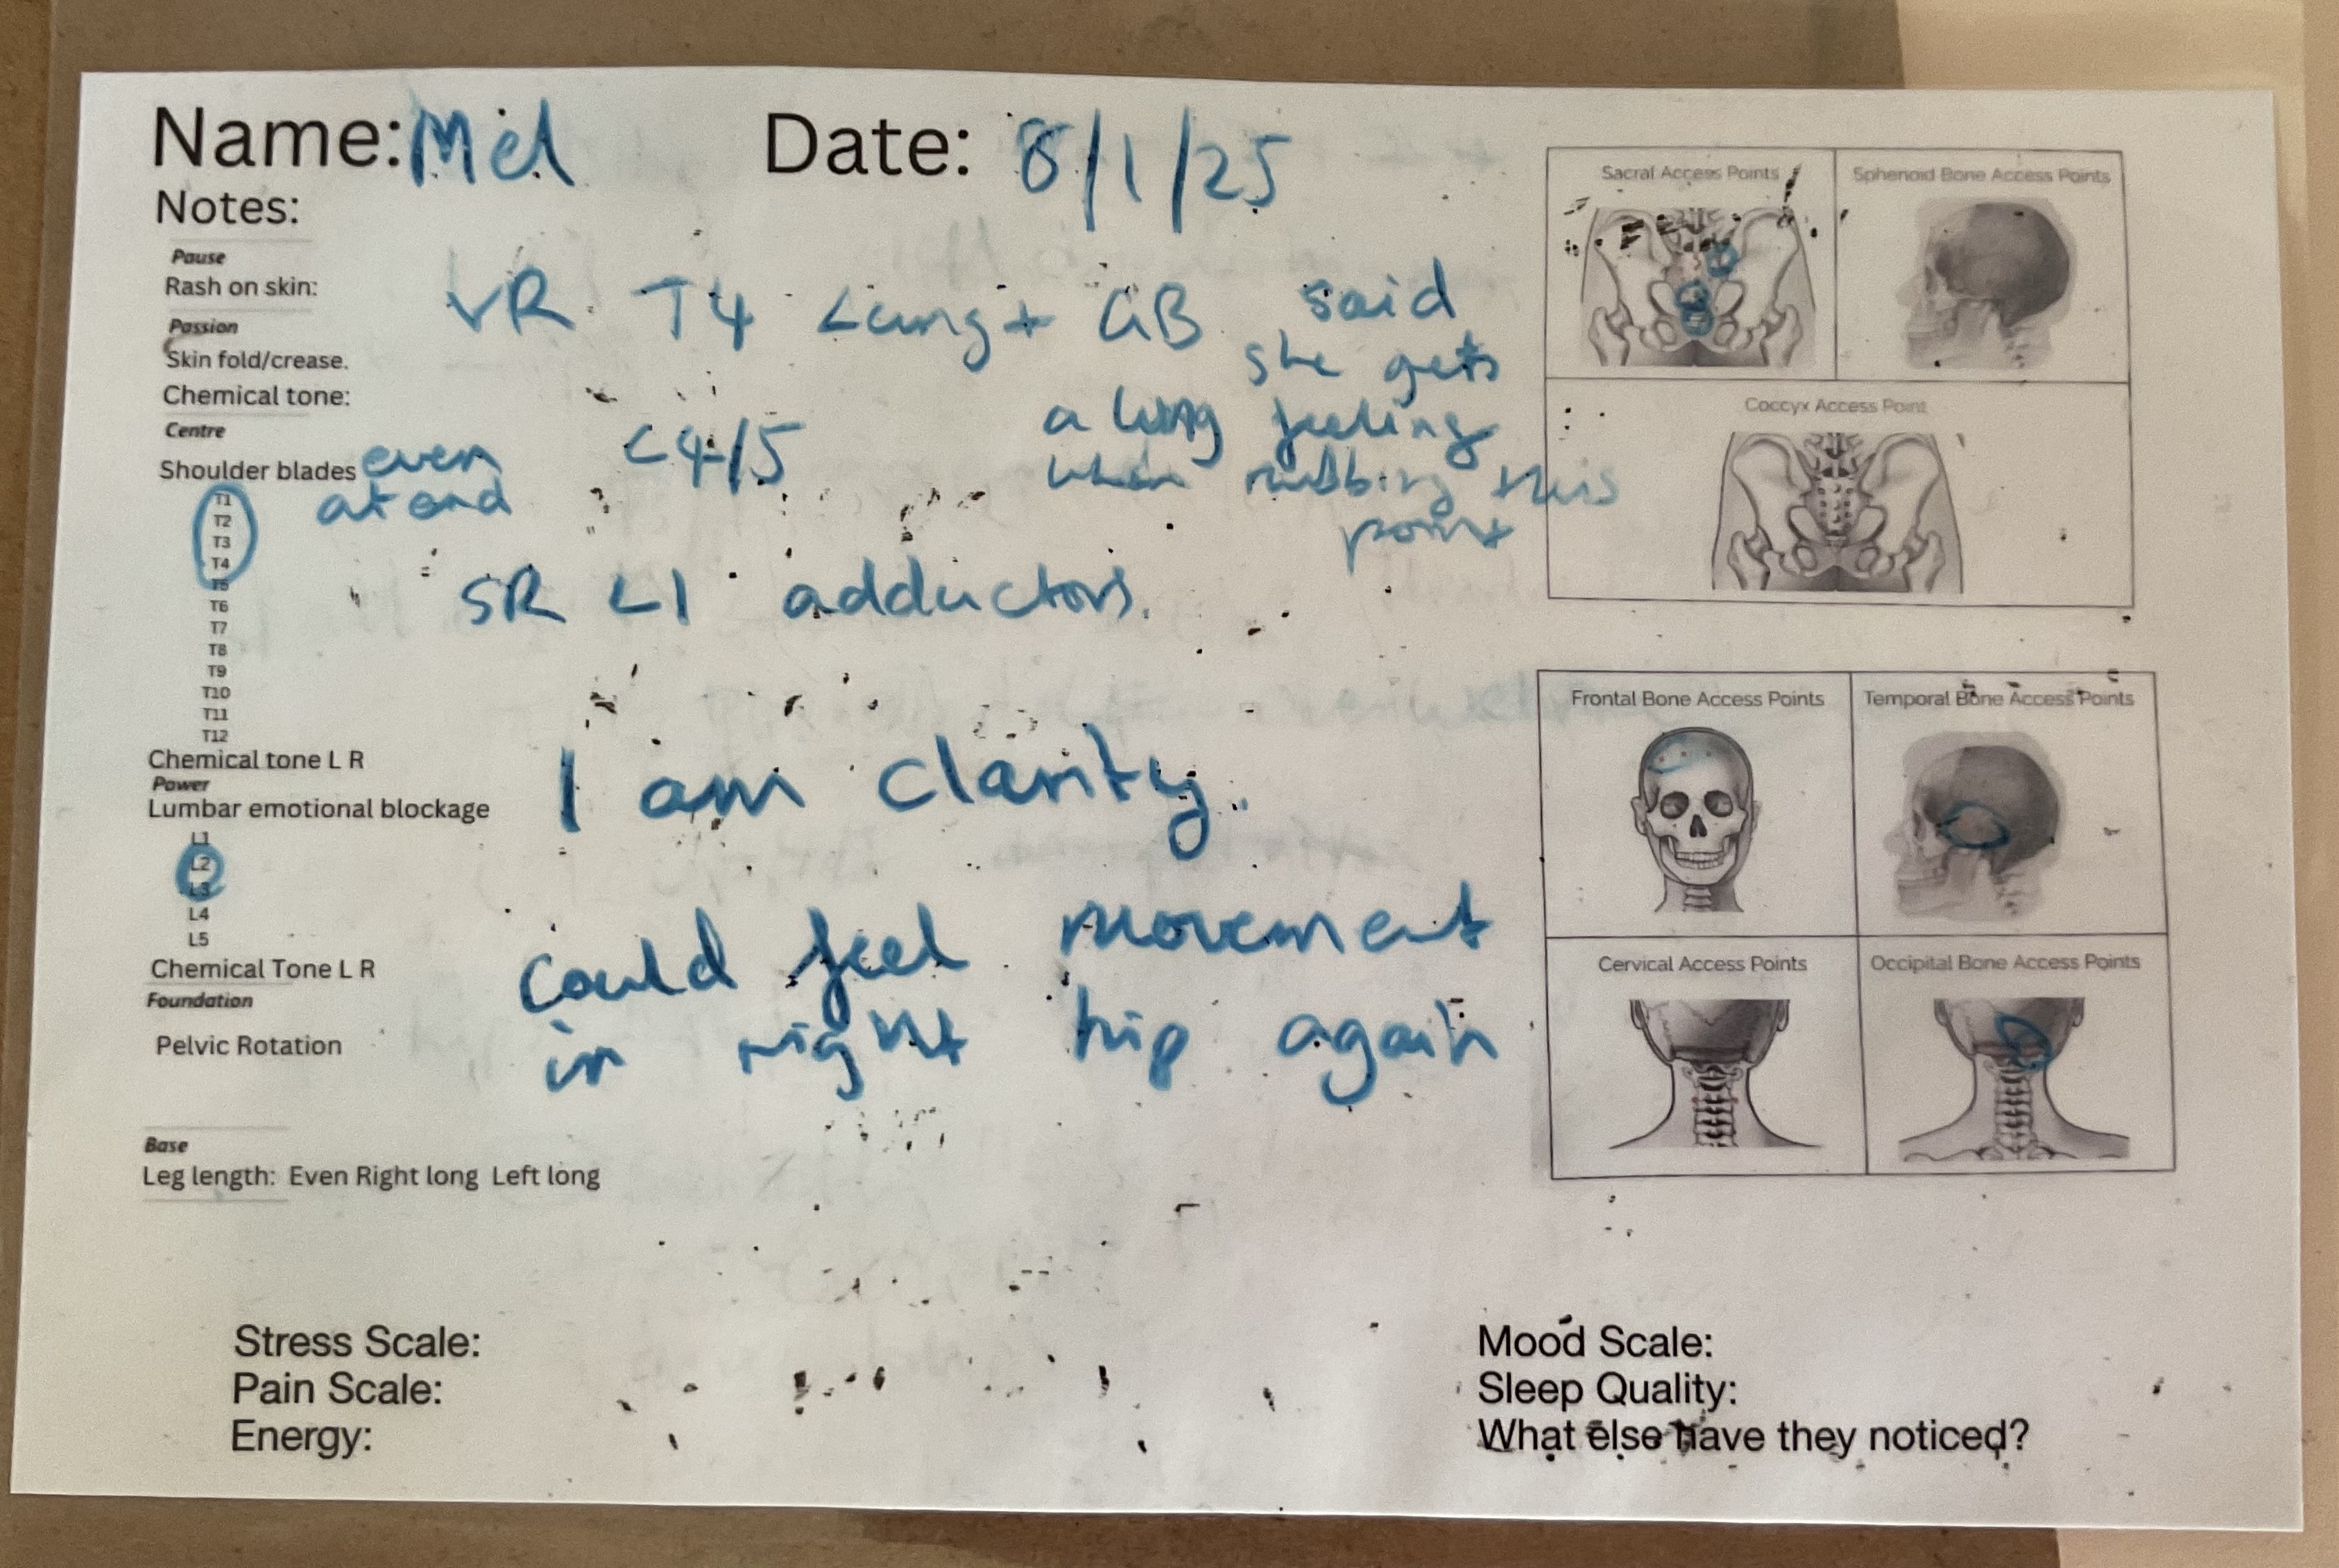 Name: Mel Date: 8/1/25
Notes:
Pause
Rash on skin:
VR T4 Lung + GB said
she gets
a lung feeling
when rubbing this
point
Passion
Skin fold/crease.
Chemical tone:
Centre
Shoulder blades even
at end
L4/5
T1
T2
T3
T4
T5
T6
T7
T8
T9
T10
T11
T12
SR L1 adductors.
Chemical tone L R
Power
Lumbar emotional blockage
I am clarity.
L1
L2
L3
L4
L5
Chemical Tone L R
Foundation
Pelvic Rotation
Could feel movement
in right hip again
Base
Leg length: Even Right long Left long
Stress Scale:
Pain Scale:
Energy:
Sacral Access Points
Sphenoid Bone Access Points
Coccyx Access Point
Frontal Bone Access Points
Temporal Bone Access Points
Cervical Access Points
Occipital Bone Access Points
Mood Scale:
Sleep Quality:
What else have they noticed?